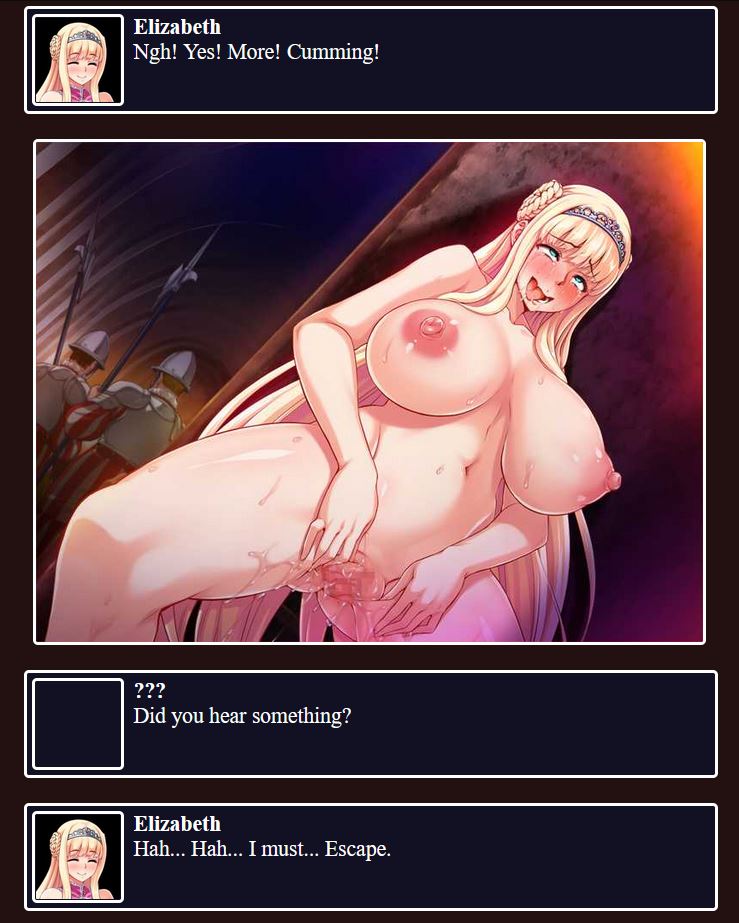 Elizabeth
Ngh! Yes! More! Cumming!
???
Did you hear something?
Elizabeth
Hah... Hah... I must... Escape.